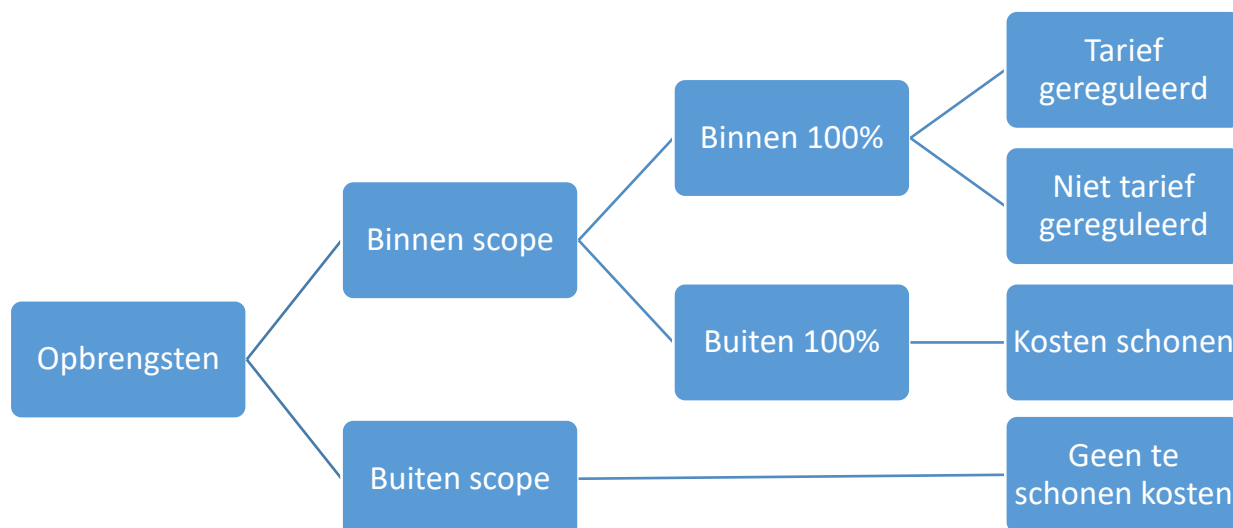 Tarief
gereguleerd
Binnen 100%
Niet tarief
gereguleerd
Binnen scope
Buiten 100%
Kosten schonen
Opbrengsten
Buiten scope
Geen te
schonen kosten